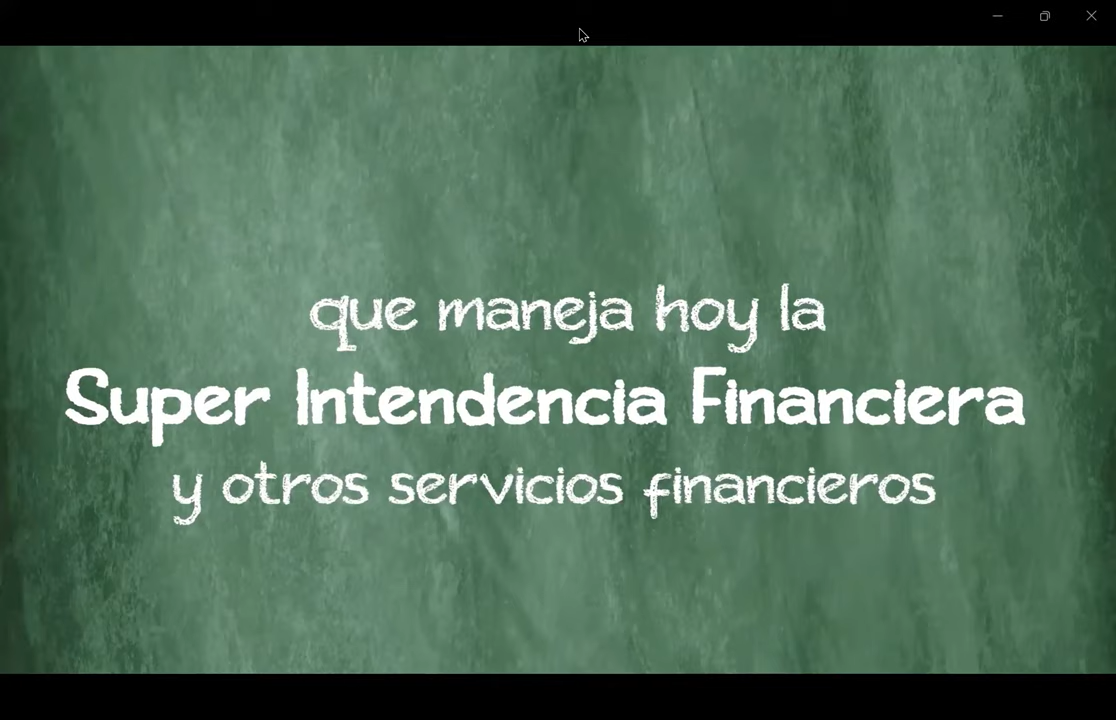 que maneja hoy la
Super Intendencia Financiera
y otros servicios financieros